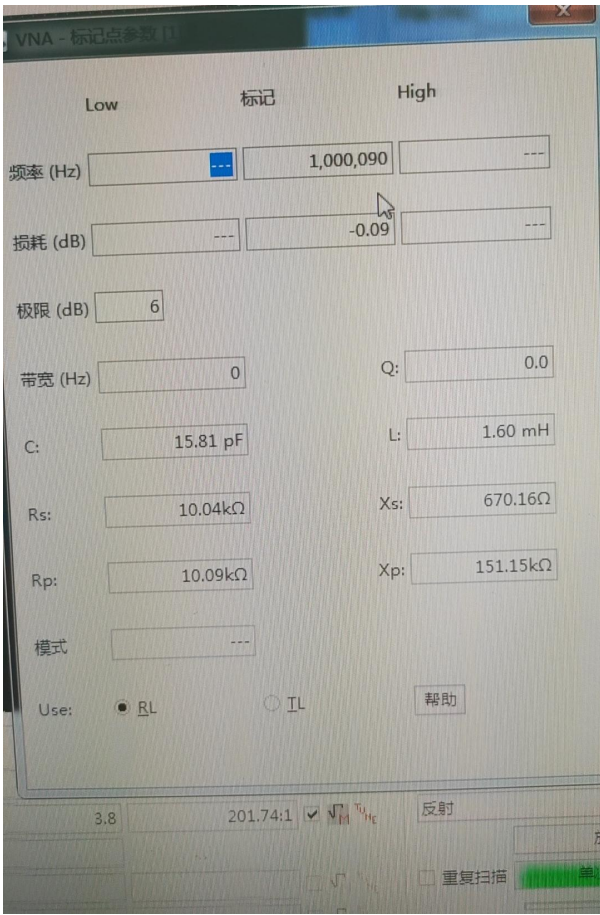 VNA - 标记点参数 [1]
Low 标记 High
频率 (Hz) --- 1,000,090 ---
损耗 (dB) --- -0.09 ---
极限 (dB) 6
带宽 (Hz) 0 Q: 0.0
C: 15.81 pF L: 1.60 mH
Rs: 10.04kΩ Xs: 670.16Ω
Rp: 10.09kΩ Xp: 151.15kΩ
模式 ---
Use: RL TL 帮助
3.8 201.74:1 √M TUNE 反射
重复扫描 单